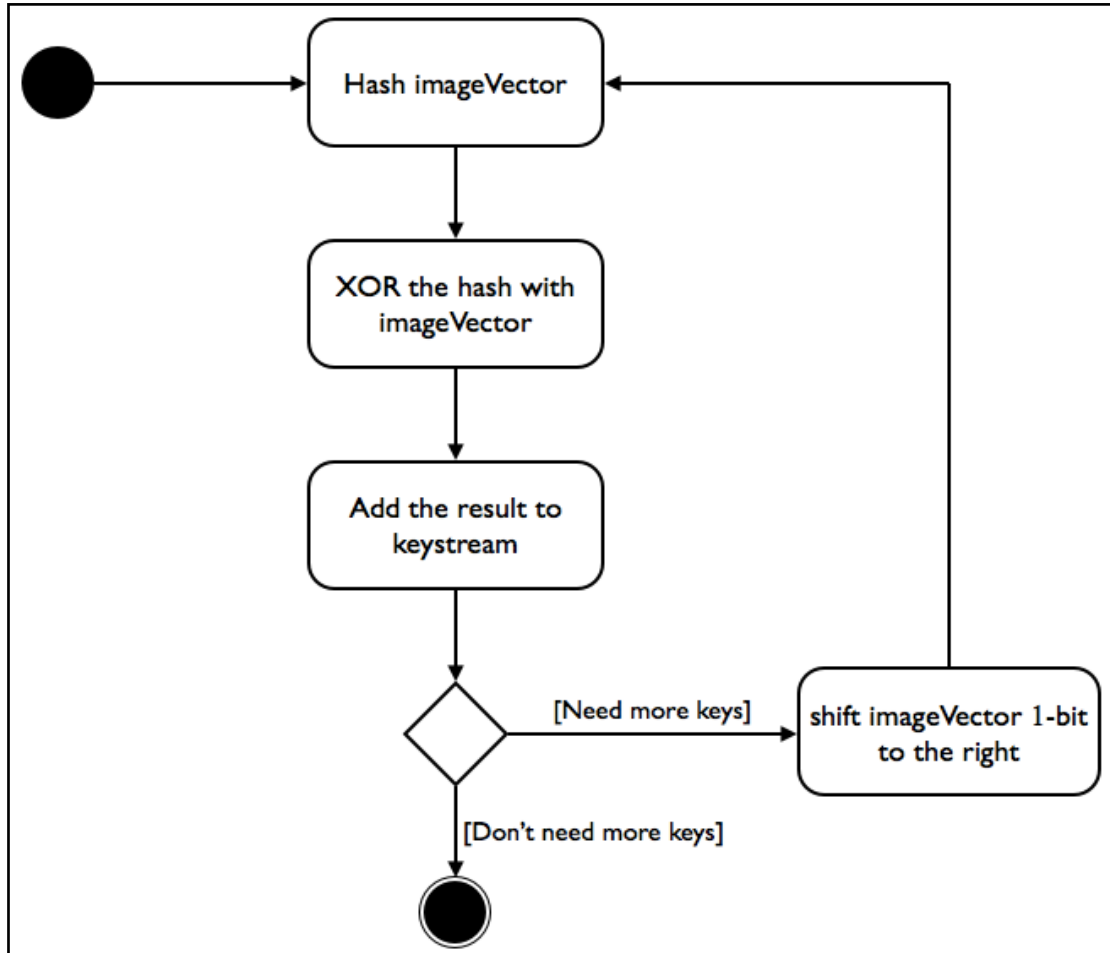 Hash imageVector
XOR the hash with
imageVector
Add the result to
keystream
[Need more keys]
shift imageVector 1-bit
to the right
[Don't need more keys]